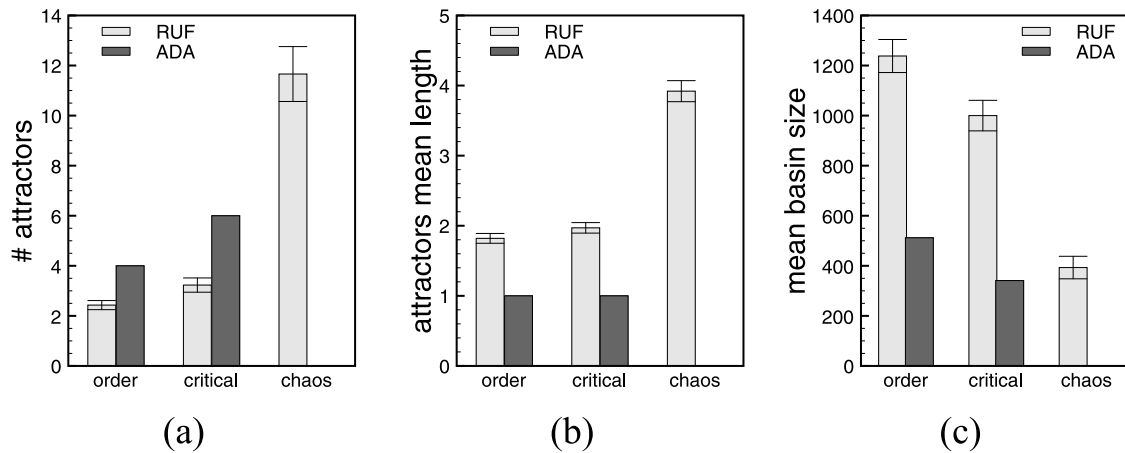 # attractors
14
12
10
8
6
4
2
0
RUF
ADA
order critical chaos
(a)
attractors mean length
5
4
3
2
1
0
RUF
ADA
order critical chaos
(b)
mean basin size
1400
1200
1000
800
600
400
200
0
RUF
ADA
order critical chaos
(c)